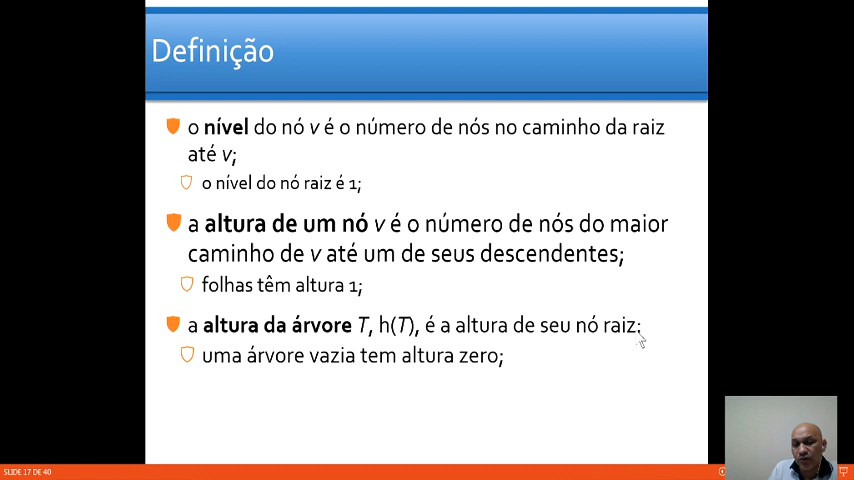 Definição
o nível do nó v é o número de nós no caminho da raiz
até v;
o nível do nó raiz é 1;
a altura de um nó v é o número de nós do maior
caminho de v até um de seus descendentes;
folhas têm altura 1;
a altura da árvore T, h(T), é a altura de seu nó raiz:
uma árvore vazia tem altura zero;
SLIDE 17 DE 40